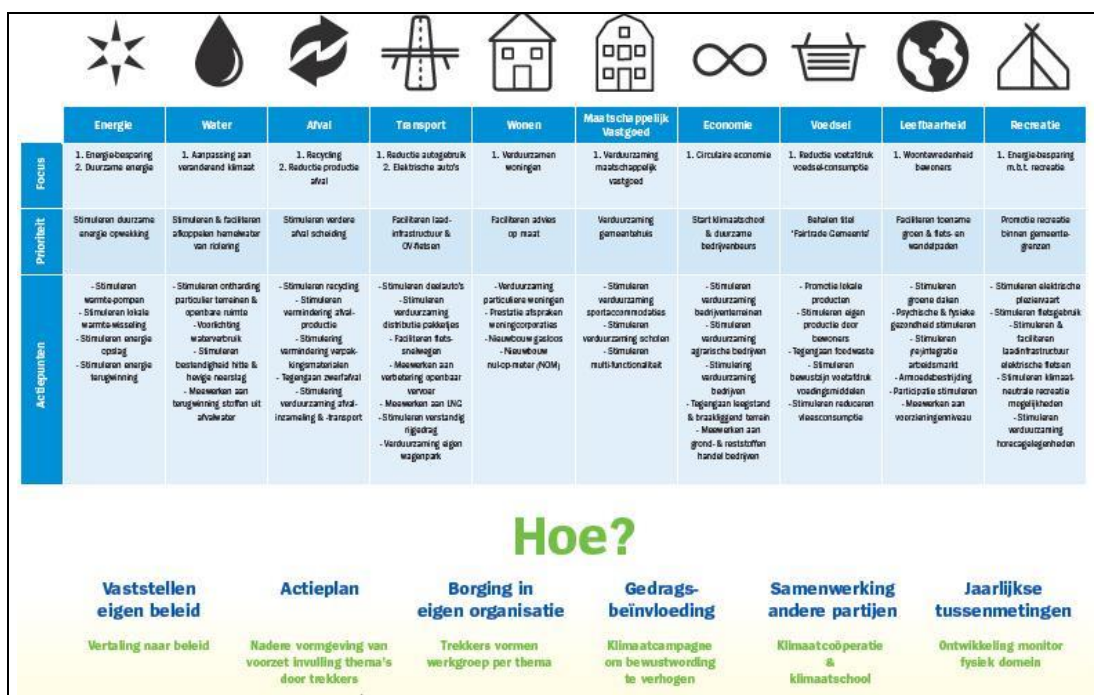 Energie
Water
Afval
Transport
Wonen
Maatschappelijk
Vastgoed
Economie
Voedsel
Leefbaarheid
Recreatie
Focus
1. Energie-besparing
2. Duurzame energie
1. Aanpassing aan
veranderend klimaat
1. Recycling
2. Reductie productie
afval
1. Reductie autogebruik
2. Elektrische auto's
1. Verduurzamen
woningen
1. Verduurzaming
maatschappelijk
vastgoed
1. Circulaire economie
1. Reductie voetafdruk
voedsel-consumptie
1. Woontevredenheid
bewoners
1. Energie-besparing
m.b.t. recreatie
Prioriteit
Stimuleren duurzame
energie opwekking
Stimuleren & faciliteren
afkoppelen hemelwater
van riolering
Stimuleren verdere
afval scheiding
Faciliteren laad-
infrastructuur &
OV-fietsen
Faciliteren advies
op maat
Verduurzaming
gemeentehuis
Start klimaatschool
& duurzame
bedrijvenbeurs
Behalen titel
'Fairtrade Gemeente'
Faciliteren toename
groen & fiets- en
wandelpaden
Promotie recreatie
binnen gemeente-
grenzen
Actiepunten
- Stimuleren
warmte-pompen
- Stimuleren lokale
warmte-wisseling
- Stimuleren energie
opslag
- Stimuleren energie
terugwinning
- Stimuleren ontharding
particulier terreinen &
openbare ruimte
- Voorlichting
waterverbruik
- Stimuleren
bestendigheid hitte &
hevige neerslag
- Meewerken aan
terugwinning stoffen uit
afvalwater
- Stimuleren recycling
- Stimuleren
vermindering afval-
productie
- Stimulering
vermindering verpak-
kingsmaterialen
- Tegengaan zwerfafval
- Stimulering
verduurzaming afval-
inzameling & -transport
- Stimuleren deelauto's
- Stimuleren
verduurzaming
distributie pakketjes
- Faciliteren fiets-
snelwegen
- Meewerken aan
verbetering openbaar
vervoer
- Meewerken aan LNG
- Stimuleren verstandig
rijgedrag
- Verduurzaming eigen
wagenpark
- Verduurzaming
particuliere woningen
- Prestatie afspraken
woningcorporaties
- Nieuwbouw gasloos
- Nieuwbouw
nul-op-meter (NOM)
- Stimuleren
verduurzaming
sportaccommodaties
- Stimuleren
verduurzaming scholen
- Stimuleren
multi-functionaliteit
- Stimuleren
verduurzaming
bedrijventerreinen
- Stimuleren
verduurzaming
agrarische bedrijven
- Stimulering
verduurzaming
bedrijven
- Tegengaan leegstand
& braakliggend terrein
- Meewerken aan
grond- & reststoffen
handel bedrijven
- Promotie lokale
producten
- Stimuleren eigen
productie door
bewoners
- Tegengaan foodwaste
- Stimuleren
bewustzijn voetafdruk
voedingsmiddelen
- Stimuleren reduceren
vleesconsumptie
- Stimuleren
groene daken
- Psychische & fysieke
gezondheid stimuleren
- Stimuleren
(re)integratie
arbeidsmarkt
- Armoedebestrijding
- Participatie stimuleren
- Meewerken aan
voorzieningenniveau
- Stimuleren elektrische
pleziervaart
- Stimuleren fietsgebruik
- Stimuleren &
faciliteren
laadinfrastructuur
elektrische fietsen
- Stimuleren klimaat-
neutrale recreatie
mogelijkheden
- Stimuleren
verduurzaming
horecagelegenheden
Hoe?
Vaststellen
eigen beleid
Vertaling naar beleid
Actieplan
Nadere vormgeving van
voorzet invulling thema's
door trekkers
Borging in
eigen organisatie
Trekkers vormen
werkgroep per thema
Gedrags-
beïnvloeding
Klimaatcampagne
om bewustwording
te verhogen
Samenwerking
andere partijen
Klimaatcoöperatie
&
klimaatschool
Jaarlijkse
tussenmetingen
Ontwikkeling monitor
fysiek domein